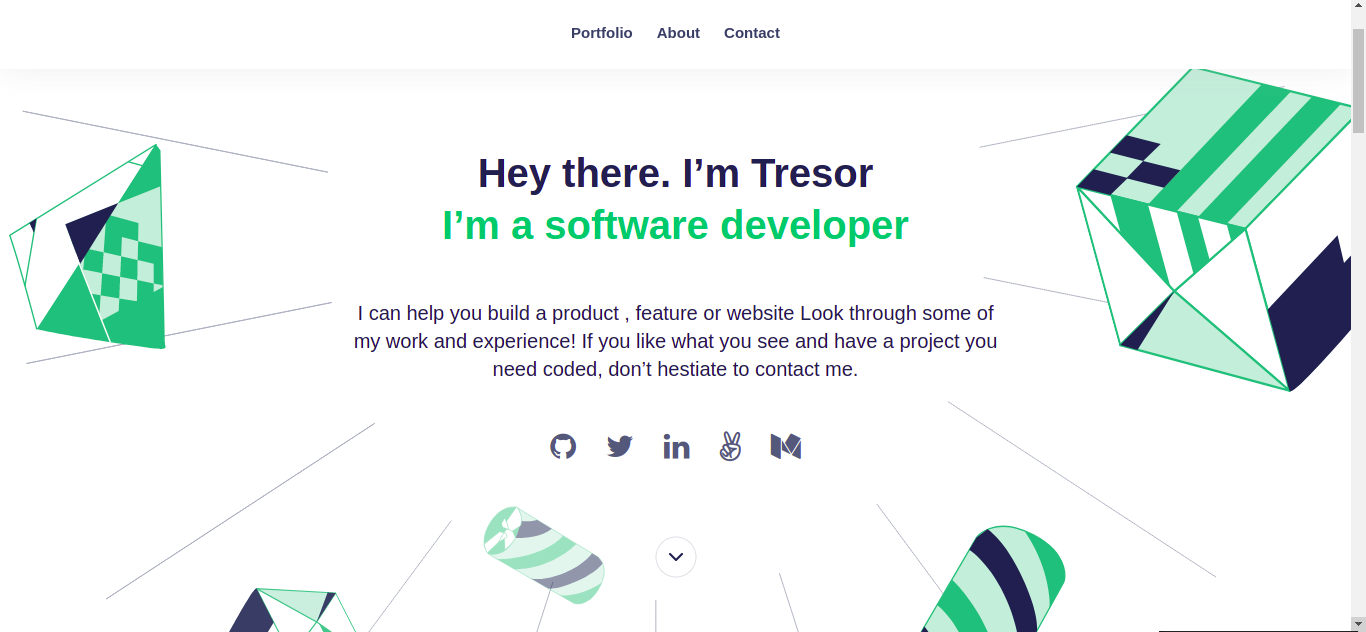 Portfolio About Contact
Hey there. I’m Tresor
I’m a software developer
I can help you build a product , feature or website Look through some of
my work and experience! If you like what you see and have a project you
need coded, don’t hestiate to contact me.